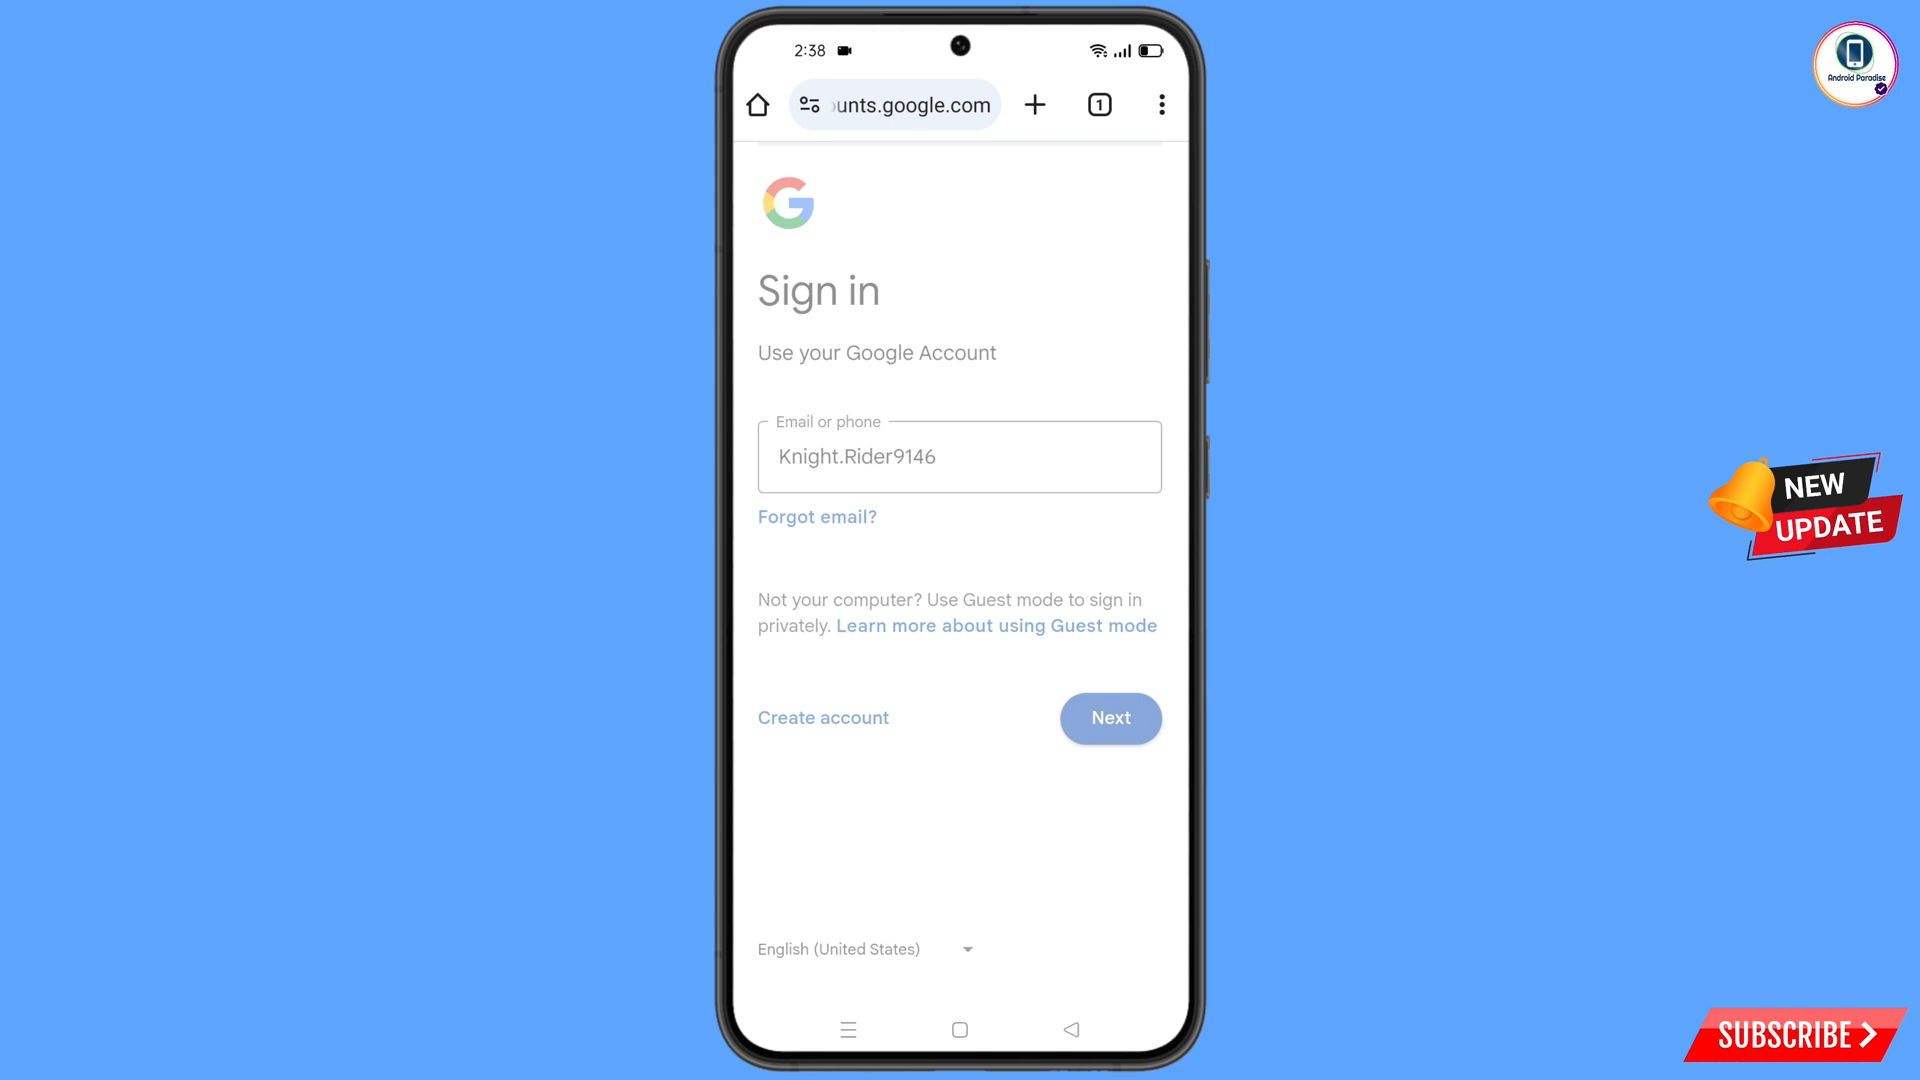 2:38
unts.google.com
1
Android Paradise
Sign in
Use your Google Account
Email or phone
Knight.Rider9146
Forgot email?
NEW
UPDATE
Not your computer? Use Guest mode to sign in
privately. Learn more about using Guest mode
Create account
Next
English (United States)
SUBSCRIBE